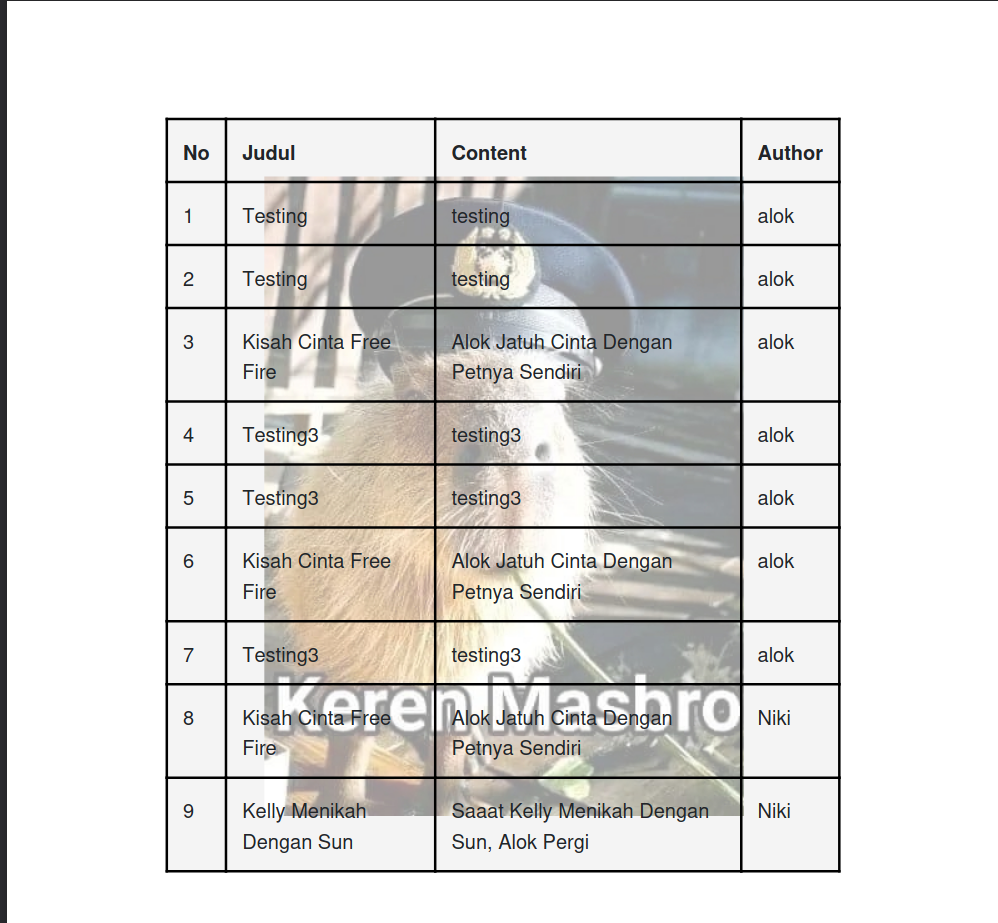 No Judul Content Author
1 Testing testing alok
2 Testing testing alok
3 Kisah Cinta Free Alok Jatuh Cinta Dengan alok
Fire Petnya Sendiri
4 Testing3 testing3 alok
5 Testing3 testing3 alok
6 Kisah Cinta Free Alok Jatuh Cinta Dengan alok
Fire Petnya Sendiri
7 Testing3 testing3 alok
Keren Masbro
8 Kisah Cinta Free Alok Jatuh Cinta Dengan Niki
Fire Petnya Sendiri
9 Kelly Menikah Saaat Kelly Menikah Dengan Niki
Dengan Sun Sun, Alok Pergi